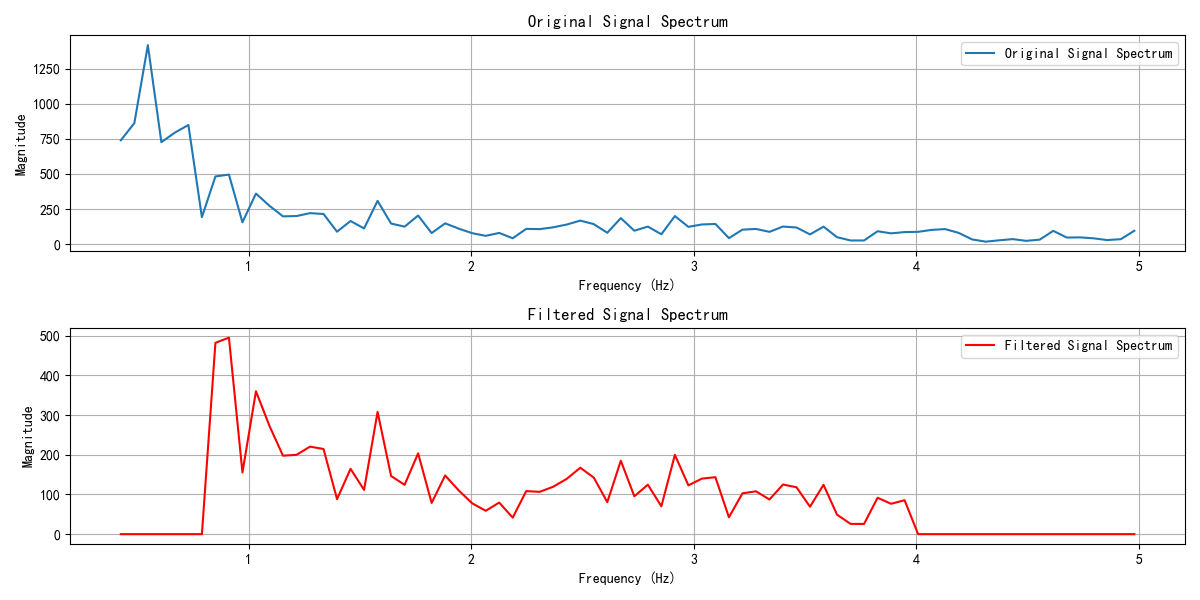 Original Signal Spectrum
Original Signal Spectrum
Magnitude
1250
1000
750
500
250
0
1 2 3 4 5
Frequency (Hz)
Filtered Signal Spectrum
Filtered Signal Spectrum
Magnitude
500
400
300
200
100
0
1 2 3 4 5
Frequency (Hz)